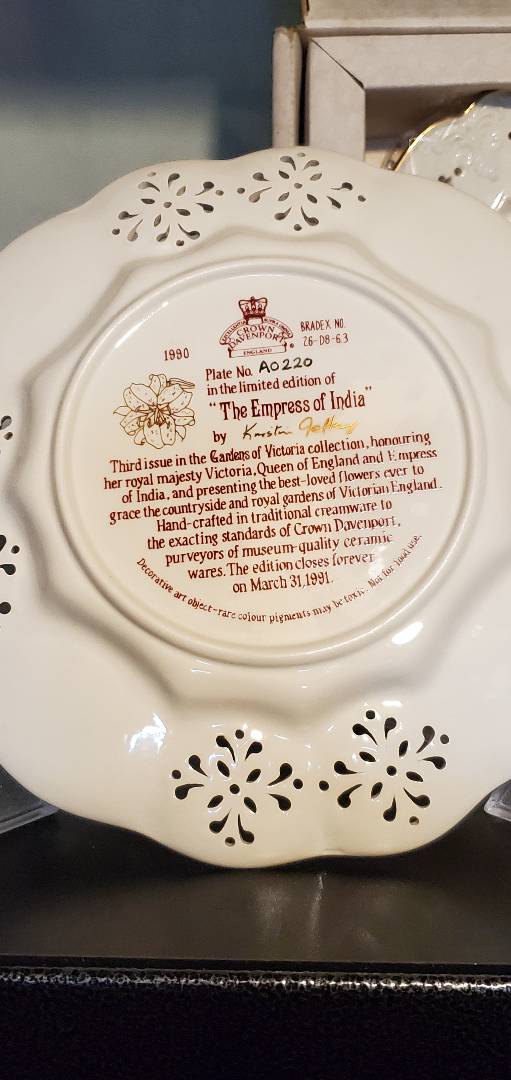 CROWN
DAVENPORT
ENGLAND
BRADEX NO.
26-D8-6.3
1990
Plate No. A0220
in the limited edition of
"The Empress of India"
by
Third issue in the Gardens of Victoria collection, honouring
her royal majesty Victoria, Queen of England and Empress
of India, and presenting the best-loved flowers ever to
grace the countryside and royal gardens of Victorian England.
Hand-crafted in traditional creamware to
the exacting standards of Crown Davenport,
purveyors of museum-quality ceramic
wares. The edition closes forever
on March 31, 1991.
Decorative art object-rare colour pigments may be toxic. Not for food use.